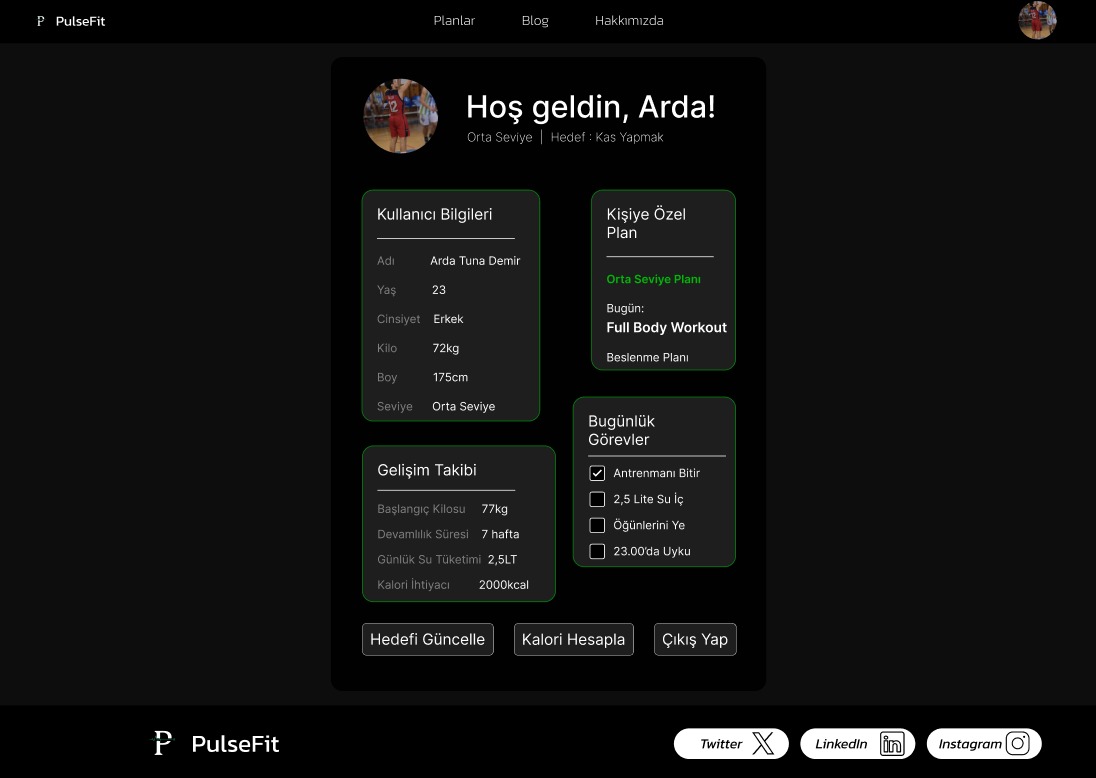 P PulseFit
Planlar Blog Hakkımızda
12
Hoş geldin, Arda!
Orta Seviye | Hedef : Kas Yapmak
Kullanıcı Bilgileri
Adı Arda Tuna Demir
Yaş 23
Cinsiyet Erkek
Kilo 72kg
Boy 175cm
Seviye Orta Seviye
Kişiye Özel
Plan
Orta Seviye Planı
Bugün:
Full Body Workout
Beslenme Planı
Gelişim Takibi
Başlangıç Kilosu 77kg
Devamlılık Süresi 7 hafta
Günlük Su Tüketimi 2,5LT
Kalori İhtiyacı 2000kcal
Bugünlük
Görevler
Antrenmanı Bitir
2,5 Lite Su İç
Öğünlerini Ye
23.00'da Uyku
Hedefi Güncelle
Kalori Hesapla
Çıkış Yap
P PulseFit
Twitter X
LinkedIn in
Instagram